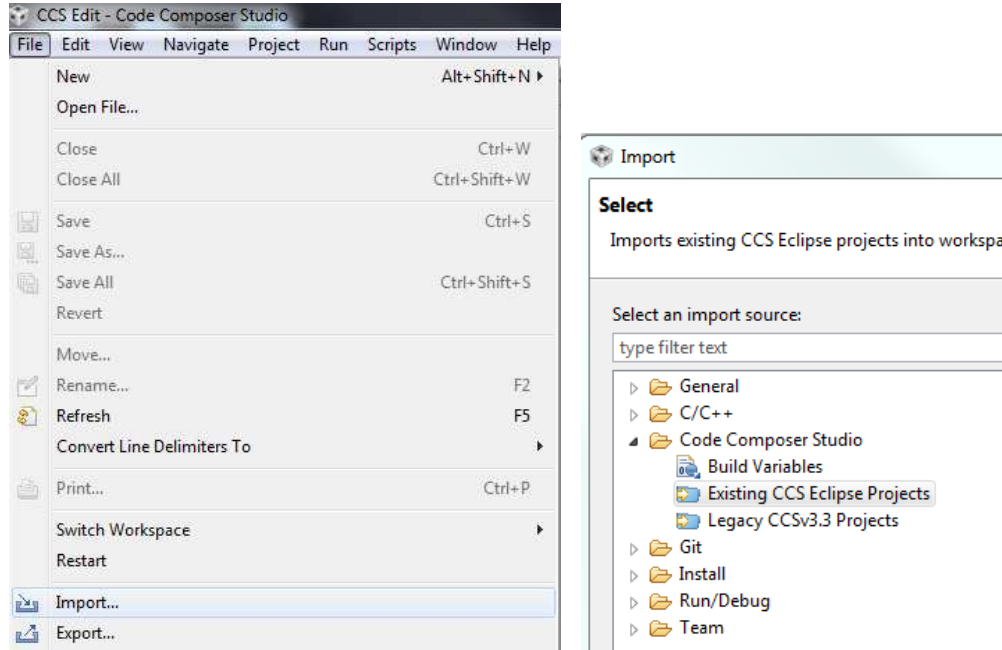 CCS Edit - Code Composer Studio
File Edit View Navigate Project Run Scripts Window Help
New Alt+Shift+N
Open File...
Close Ctrl+W
Close All Ctrl+Shift+W
Save Ctrl+S
Save As...
Save All Ctrl+Shift+S
Revert
Move...
Rename... F2
Refresh F5
Convert Line Delimiters To
Print... Ctrl+P
Switch Workspace
Restart
Import...
Export...
Import
Select
Imports existing CCS Eclipse projects into workspa
Select an import source:
type filter text
General
C/C++
Code Composer Studio
Build Variables
Existing CCS Eclipse Projects
Legacy CCSv3.3 Projects
Git
Install
Run/Debug
Team